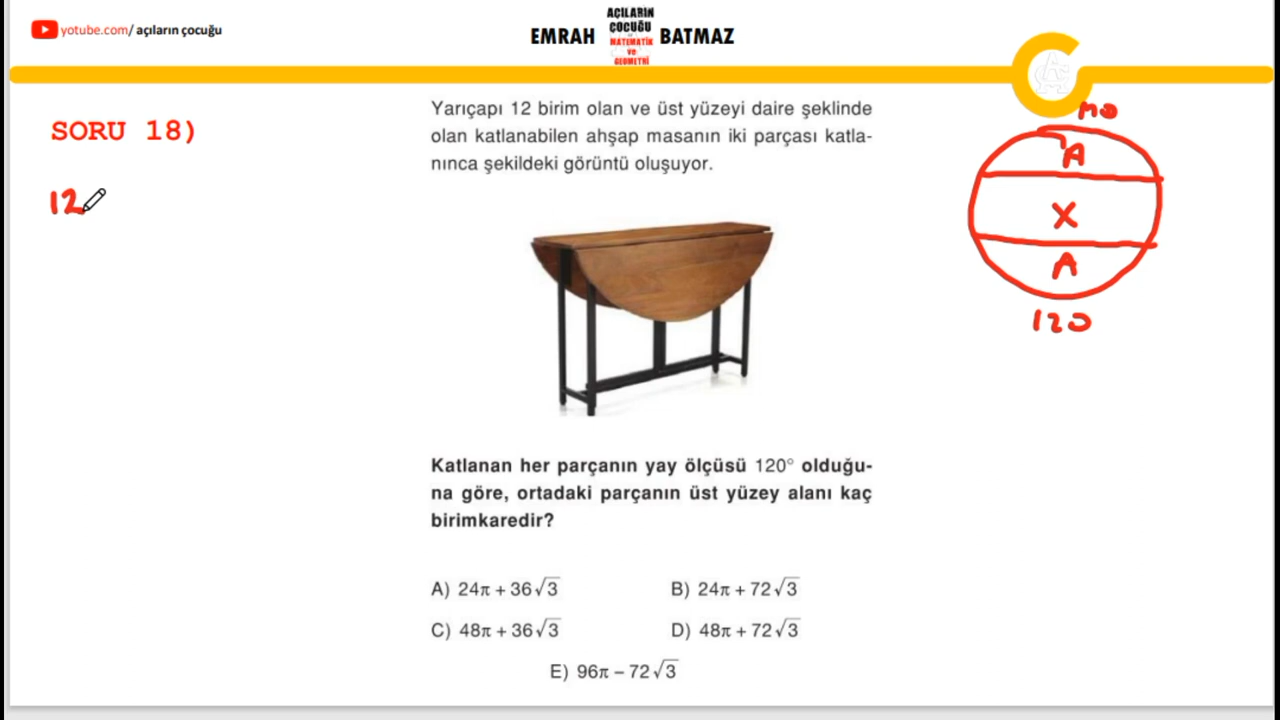 yotube.com/ açıların çocuğu
EMRAH
AÇILARIN
ÇOCUĞU
MATEMATİK
ve
GEOMETRİ
BATMAZ
SORU 18)
12
Yarıçapı 12 birim olan ve üst yüzeyi daire şeklinde
olan katlanabilen ahşap masanın iki parçası katla-
nınca şekildeki görüntü oluşuyor.
A
X
A
120
Katlanan her parçanın yay ölçüsü 120° olduğu-
na göre, ortadaki parçanın üst yüzey alanı kaç
birimkaredir?
A) 24π + 36√3
B) 24π + 72√3
C) 48π + 36√3
D) 48π + 72√3
E) 96π – 72√3